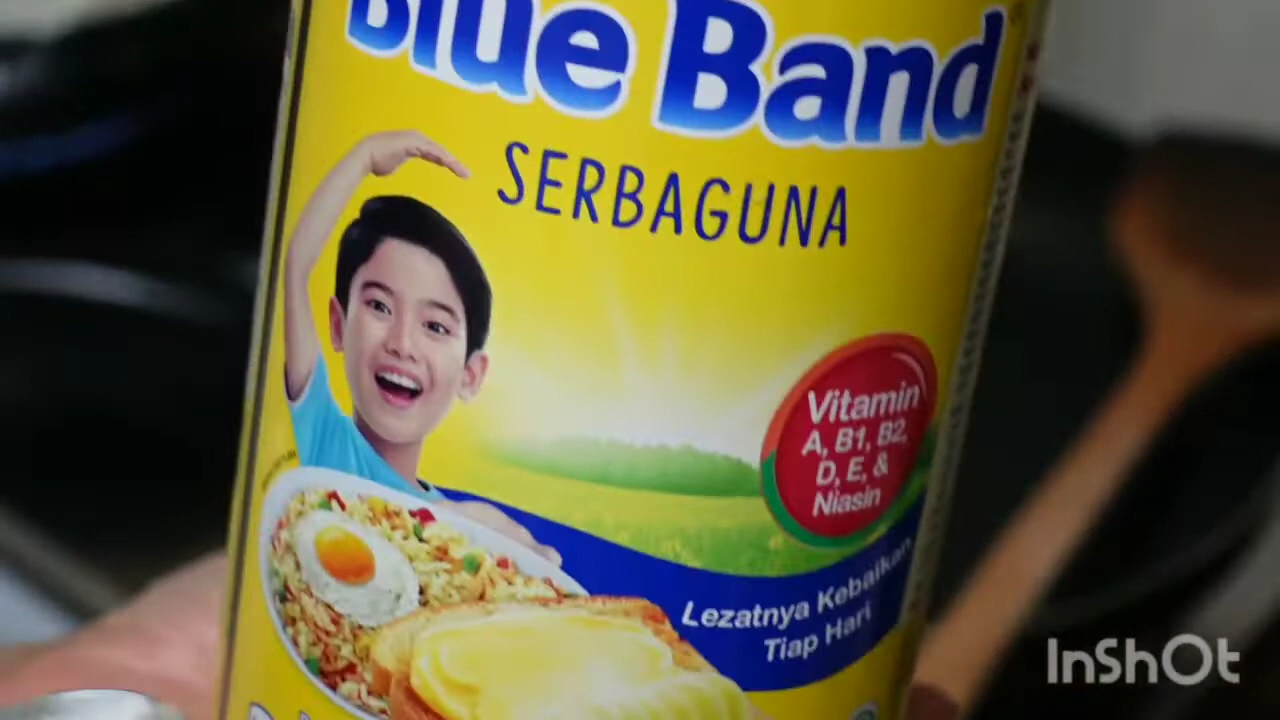 Blue Band
SERBAGUNA
Vitamin
A, B1, B2,
D, E, &
Niasin
Lezatnya Kebaikan
Tiap Hari
InShOt